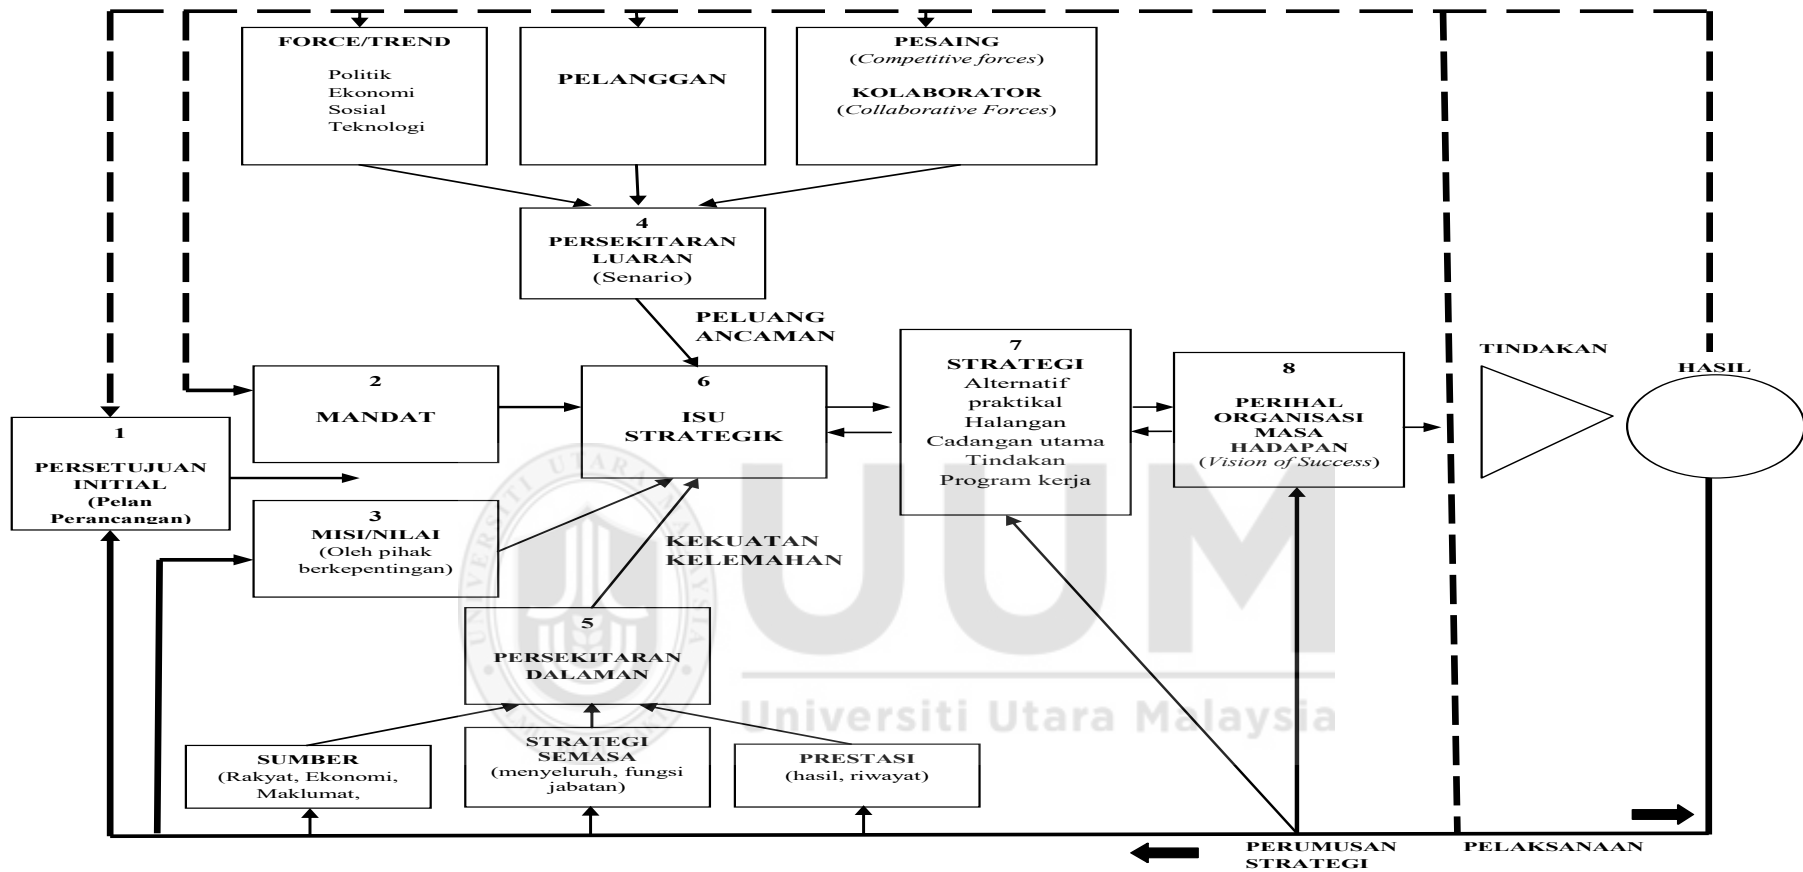 FORCE/TREND
Politik
Ekonomi
Sosial
Teknologi
PELANGGAN
PESAING
(Competitive forces)
KOLABORATOR
(Collaborative Forces)
4
PERSEKITARAN
LUARAN
(Senario)
PELUANG
ANCAMAN
1
PERSETUJUAN
INITIAL
(Pelan
Perancangan)
2
MANDAT
3
MISI/NILAI
(Oleh pihak
berkepentingan)
6
ISU
STRATEGIK
7
STRATEGI
Alternatif
praktikal
Halangan
Cadangan utama
Tindakan
Program kerja
8
PERIHAL
ORGANISASI
MASA
HADAPAN
(Vision of Success)
TINDAKAN
HASIL
KEKUATAN
KELEMAHAN
5
PERSEKITARAN
DALAMAN
SUMBER
(Rakyat, Ekonomi,
Maklumat,
STRATEGI
SEMASA
(menyeluruh, fungsi
jabatan)
PRESTASI
(hasil, riwayat)
PERUMUSAN
STRATEGI
PELAKSANAAN
UNIVERSITI UTARA MALAYSIA
UUM
Universiti Utara Malaysia